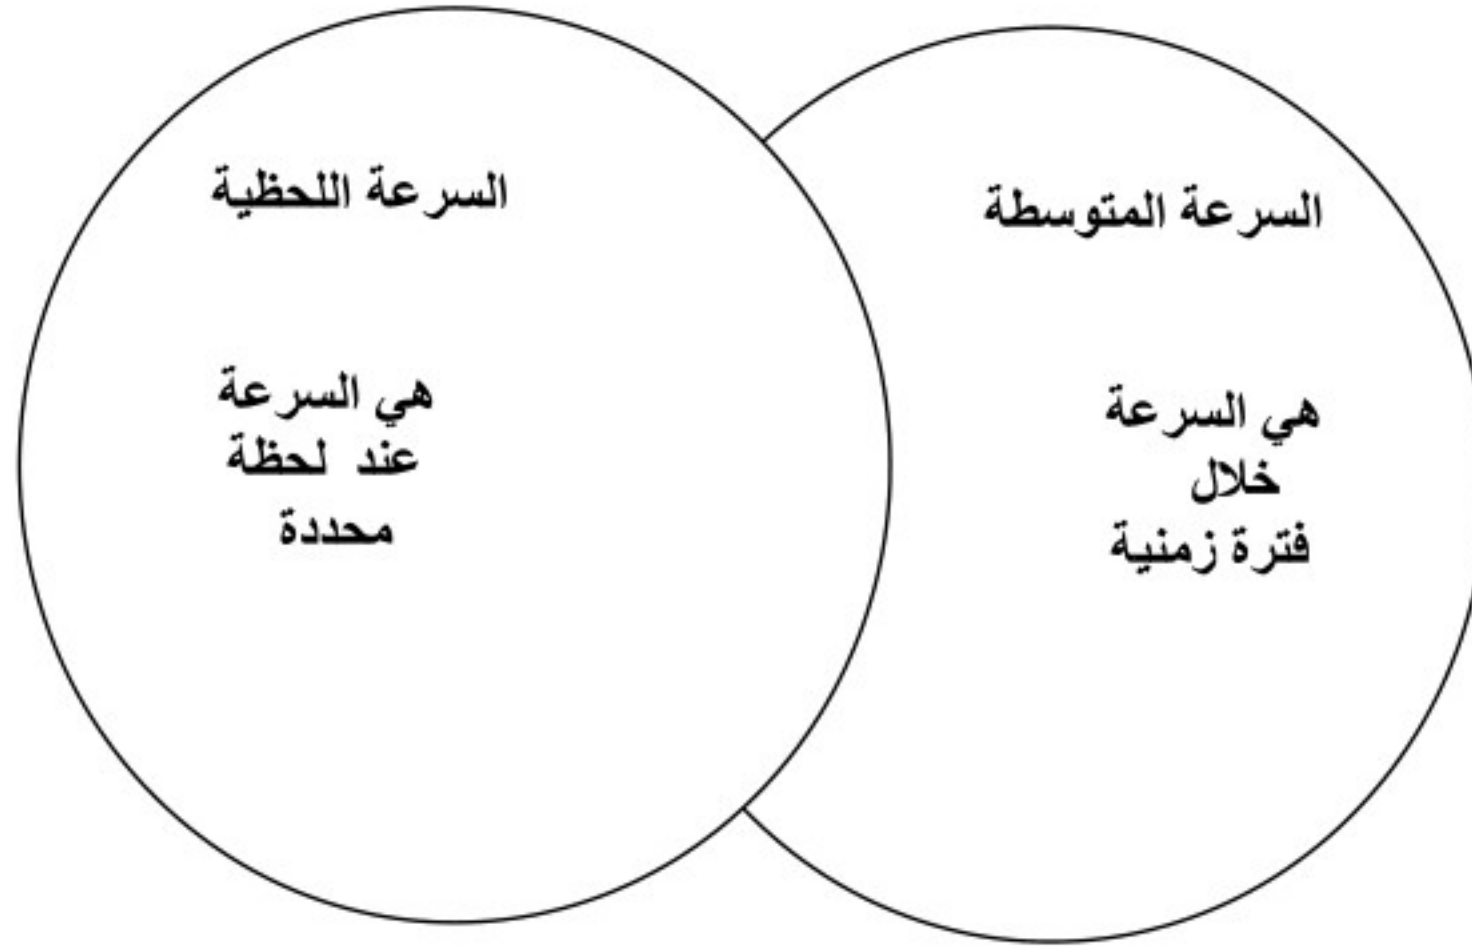 السرعة المتوسطة
هي السرعة
خلال
فترة زمنية
السرعة اللحظية
هي السرعة
عند لحظة
محددة